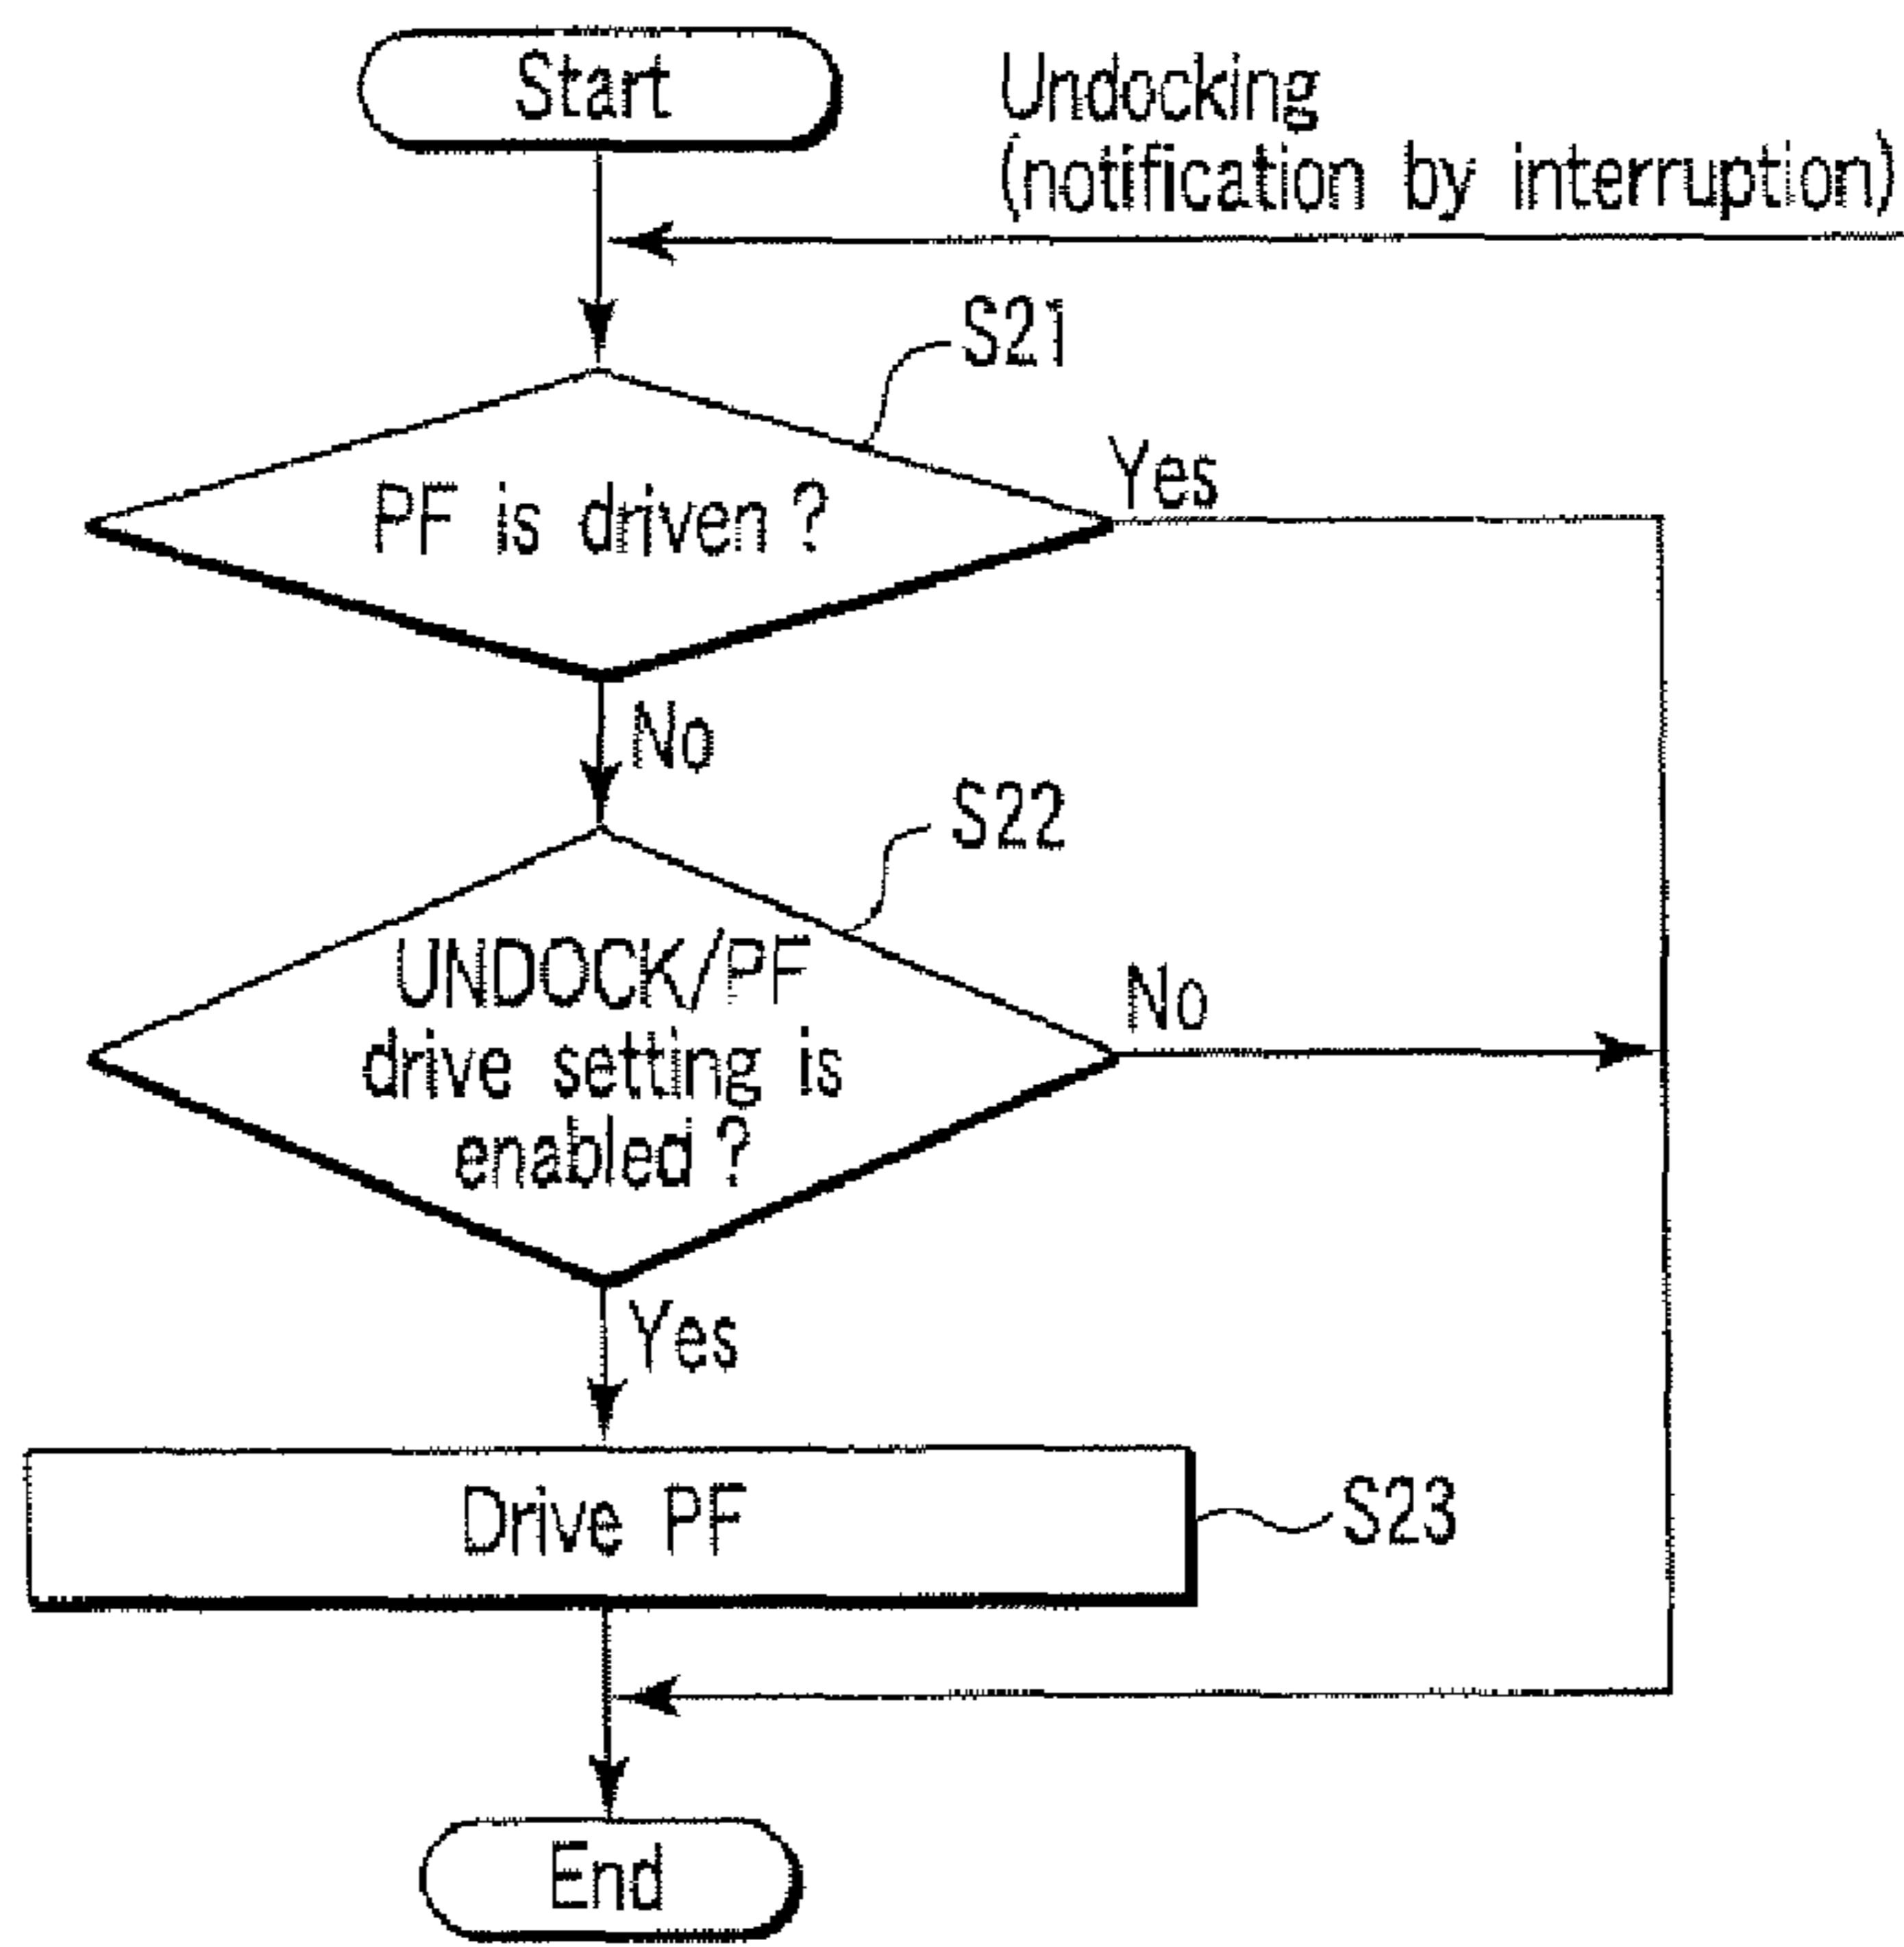 Start
Undocking
(notification by interruption)
S21
PF is driven ?
Yes
No
S22
UNDOCK/PF
drive setting is
enabled ?
No
Yes
Drive PF
S23
End